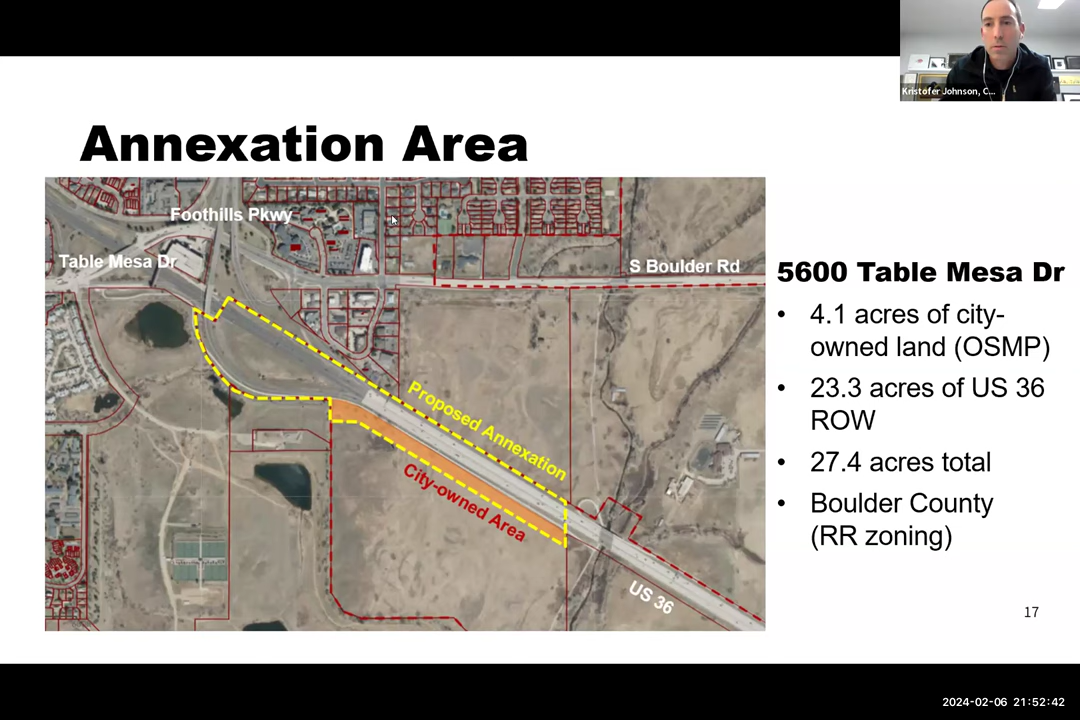 Kristofer Johnson, C...
Annexation Area
Foothills Pkwy
Table Mesa Dr
S Boulder Rd
Proposed Annexation
City-owned Area
US 36
5600 Table Mesa Dr
• 4.1 acres of city-
owned land (OSMP)
• 23.3 acres of US 36
ROW
• 27.4 acres total
• Boulder County
(RR zoning)
17
2024-02-06 21:52:42